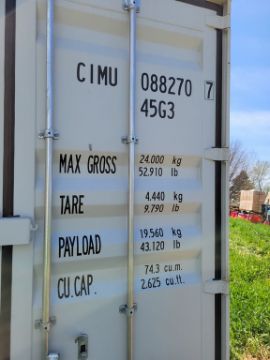 CIMU 088270 7
45G3
MAX GROSS 24.000 kg
52.910 lb
TARE 4,440 kg
9.790 lb
PAYLOAD 19.560 kg
43.120 lb
CU.CAP. 74.3 cu.m.
2.625 cu.ft.